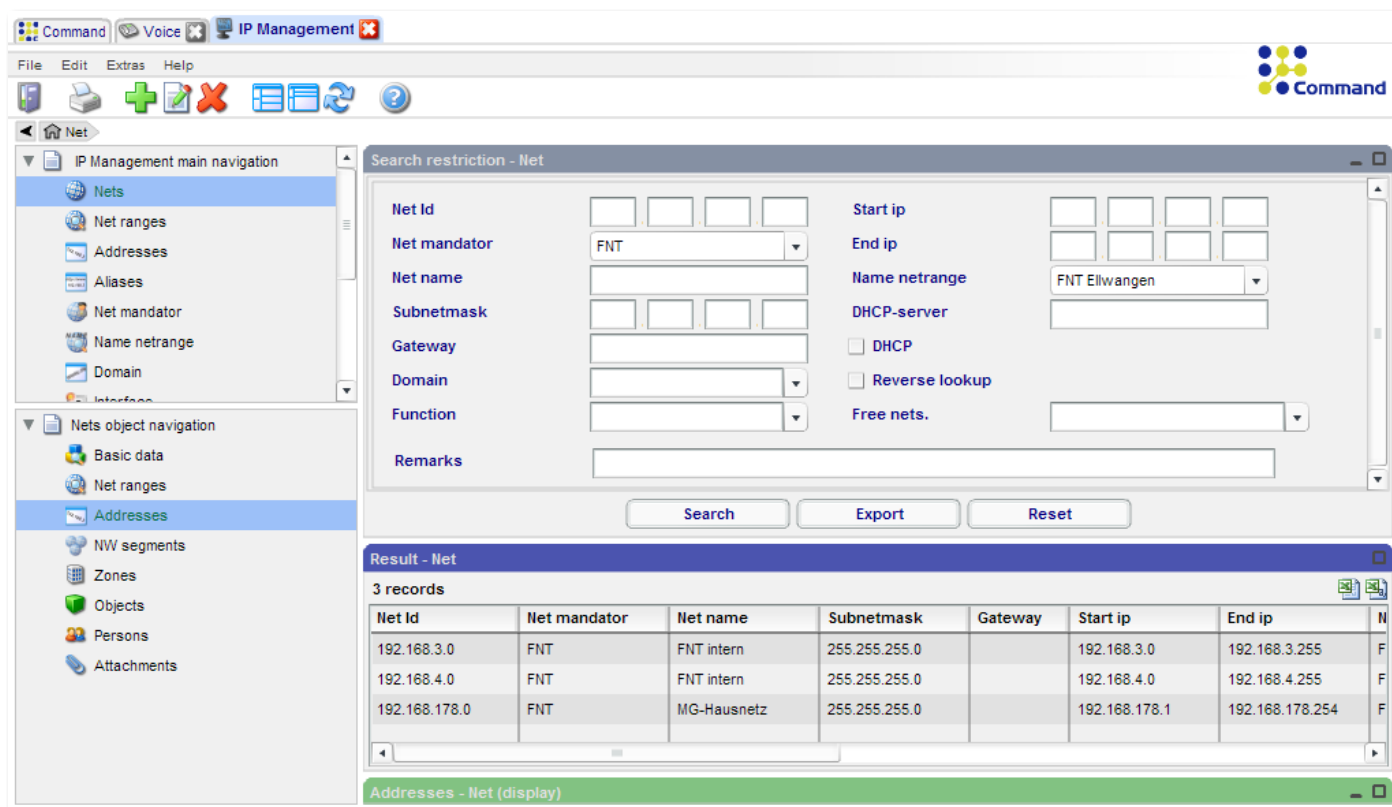 Command Voice IP Management
File Edit Extras Help
Command
Net
IP Management main navigation
Nets
Net ranges
Addresses
Aliases
Net mandator
Name netrange
Domain
Interface
Nets object navigation
Basic data
Net ranges
Addresses
NW segments
Zones
Objects
Persons
Attachments
Search restriction - Net
Net Id Start ip
Net mandator FNT End ip
Net name Name netrange FNT Ellwangen
Subnetmask DHCP-server
Gateway DHCP
Domain Reverse lookup
Function Free nets.
Remarks
Search Export Reset
Result - Net
3 records
Net Id Net mandator Net name Subnetmask Gateway Start ip End ip N
192.168.3.0 FNT FNT intern 255.255.255.0 192.168.3.0 192.168.3.255 F
192.168.4.0 FNT FNT intern 255.255.255.0 192.168.4.0 192.168.4.255 F
192.168.178.0 FNT MG-Hausnetz 255.255.255.0 192.168.178.1 192.168.178.254 F
Addresses - Net (display)